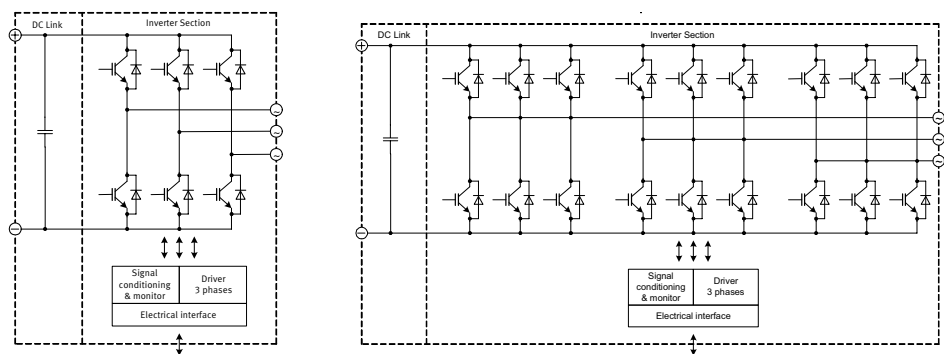 DC Link
Inverter Section
+
~
~
~
−
Signal
conditioning
& monitor
Driver
3 phases
Electrical interface
DC Link
Inverter Section
+
~
~
~
−
Signal
conditioning
& monitor
Driver
3 phases
Electrical interface